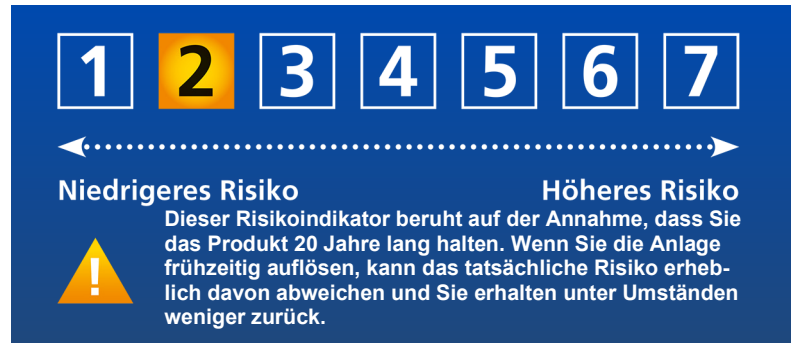 1 2 3 4 5 6 7
Niedrigeres Risiko Höheres Risiko
Dieser Risikoindikator beruht auf der Annahme, dass Sie
das Produkt 20 Jahre lang halten. Wenn Sie die Anlage
frühzeitig auflösen, kann das tatsächliche Risiko erheb-
lich davon abweichen und Sie erhalten unter Umständen
weniger zurück.
!